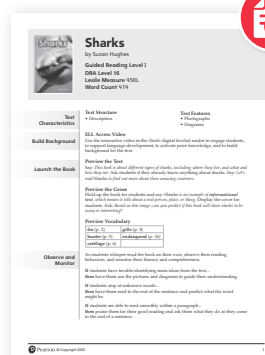 Sharks
Sharks
by Susan Hughes
Guided Reading Level I
DRA Level 16
Lexile Measure 450L
Word Count 414
Text
Characteristics
Text Structure
• Description
Text Features
• Photographs
• Diagrams
Build Background
ELL Access Video
Use the interactive video to the Sharks digital leveled reader to engage students,
to support language development, to activate prior knowledge, and to build
background for the text.
Launch the Book
Preview the Text
Say: This book is about different types of sharks, including where they live, and what and
how they eat. Ask students if they already know anything about sharks. Say: Let's
read Sharks to find out more about these amazing creatures.
Preview the Genre
Hold up the book for students and say: Sharks is an example of informational
text, which means it tells about a real person, place, or thing. Display the cover for
students. Ask: Based on this image, can you predict if this book will show sharks to be
scary or interesting?
Preview Vocabulary
fin (p. 2)
gills (p. 9)
hunter (p. 3)
endangered (p. 16)
cartilage (p. 6)
Observe and
Monitor
As students whisper-read the book on their own, observe their reading
behaviors, and monitor their fluency and comprehension.
If students have trouble identifying main ideas from the text...
then have them use the pictures and diagrams to guide their understanding.
If students stop at unknown words...
then have them read to the end of the sentence and predict what the word
might be.
If students are able to read smoothly within a paragraph...
then praise them for their good reading and ask them what they do as they come
to the end of a sentence.
Pearson © Copyright 2020